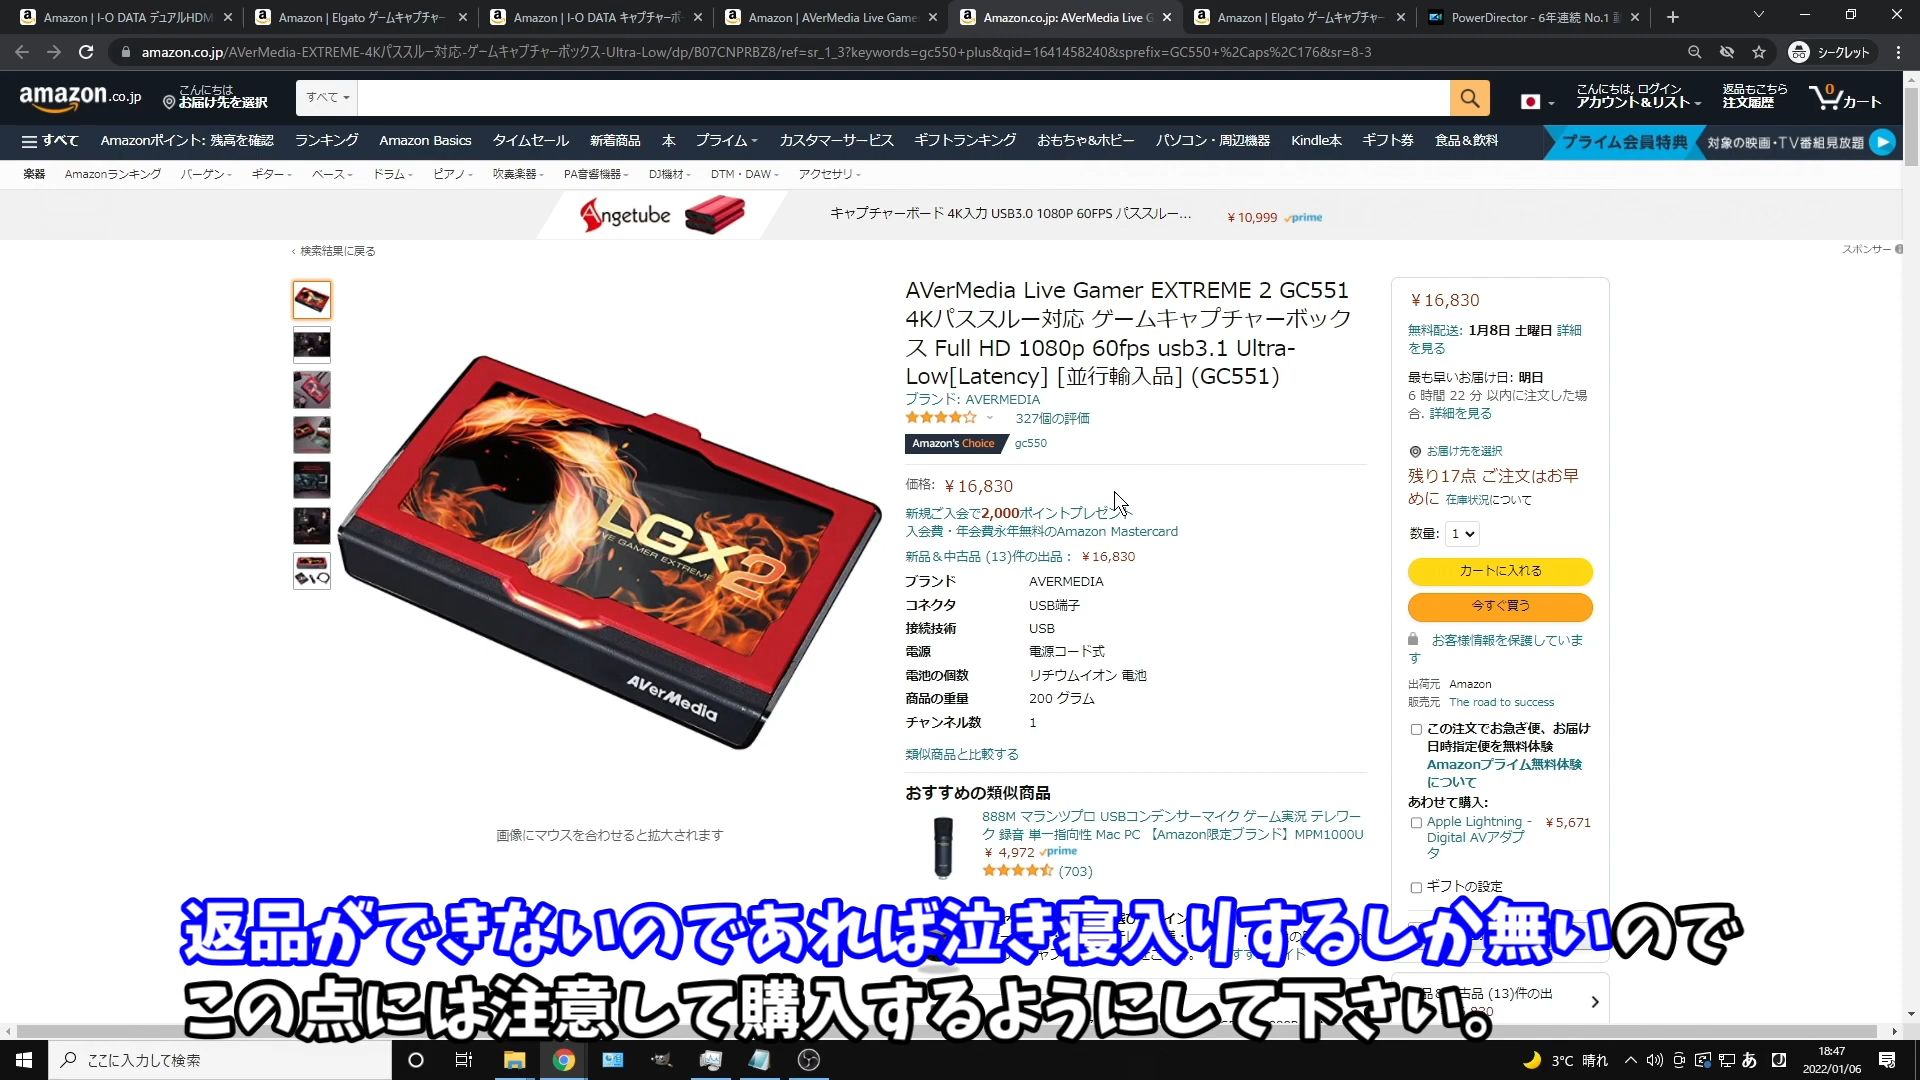 Amazon | I-O DATA デュアルHDM
Amazon | Elgato ゲームキャプチャー
Amazon | I-O DATA キャプチャーボ
Amazon | AVerMedia Live Game
Amazon.co.jp: AVerMedia Live G
Amazon | Elgato ゲームキャプチャー
PowerDirector - 6年連続 No.1
amazon.co.jp/AVerMedia-EXTREME-4Kパススルー対応-ゲームキャプチャーボックス-Ultra-Low/dp/B07CNPRBZ8/ref=sr_1_3?keywords=gc550+plus&qid=1641458240&sprefix=GC550+%2Caps%2C176&sr=8-3
シークレット
amazon.co.jp
こんにちは
お届け先を選択
すべて
こんにちは, ログイン
アカウント&リスト
返品もこちら
注文履歴
0
カート
すべて
Amazonポイント: 残高を確認
ランキング
Amazon Basics
タイムセール
新着商品
本
プライム
カスタマーサービス
ギフトランキング
おもちゃ&ホビー
パソコン・周辺機器
Kindle本
ギフト券
食品&飲料
プライム会員特典
対象の映画・TV番組見放題
楽器
Amazonランキング
バーゲン
ギター
ベース
ドラム
ピアノ
吹奏楽器
PA音響機器
DJ機材
DTM・DAW
アクセサリ
Angetube
キャプチャーボード 4K入力 USB3.0 1080P 60FPS パススルー...
¥10,999 prime
‹ 検索結果に戻る
スポンサー
AVerMedia Live Gamer EXTREME 2 GC551
4Kパススルー対応 ゲームキャプチャーボック
ス Full HD 1080p 60fps usb3.1 Ultra-
Low[Latency] [並行輸入品] (GC551)
ブランド: AVERMEDIA
327個の評価
Amazon's Choice
gc550
価格: ¥16,830
新規ご入会で2,000ポイントプレゼント
入会費・年会費永年無料のAmazon Mastercard
新品&中古品 (13)件の出品: ¥16,830
ブランド AVERMEDIA
コネクタ USB端子
接続技術 USB
電源 電源コード式
電池の個数 リチウムイオン 電池
商品の重量 200 グラム
チャンネル数 1
類似商品と比較する
おすすめの類似商品
888M マランツプロ USBコンデンサーマイク ゲーム実況 テレワー
ク 録音 単一指向性 Mac PC 【Amazon限定ブランド】MPM1000U
¥ 4,972 prime
(703)
LGX2
LIVE GAMER EXTREME
AVerMedia
画像にマウスを合わせると拡大されます
¥16,830
無料配送: 1月8日 土曜日 詳細
を見る
最も早いお届け日: 明日
6 時間 22 分 以内に注文した場
合. 詳細を見る
お届け先を選択
残り17点 ご注文はお早
めに 在庫状況について
数量: 1
カートに入れる
今すぐ買う
お客様情報を保護していま
す
出荷元 Amazon
販売元 The road to success
この注文でお急ぎ便、お届け
日時指定便を無料体験
Amazonプライム無料体験
について
あわせて購入:
Apple Lightning - ¥5,671
Digital AVアダプ
タ
ギフトの設定
古品 (13)件の出
返品ができないのであれば泣き寝入りするしか無いので
この点には注意して購入するようにして下さい。
ここに入力して検索
3°C 晴れ
あ
18:47
2022/01/06